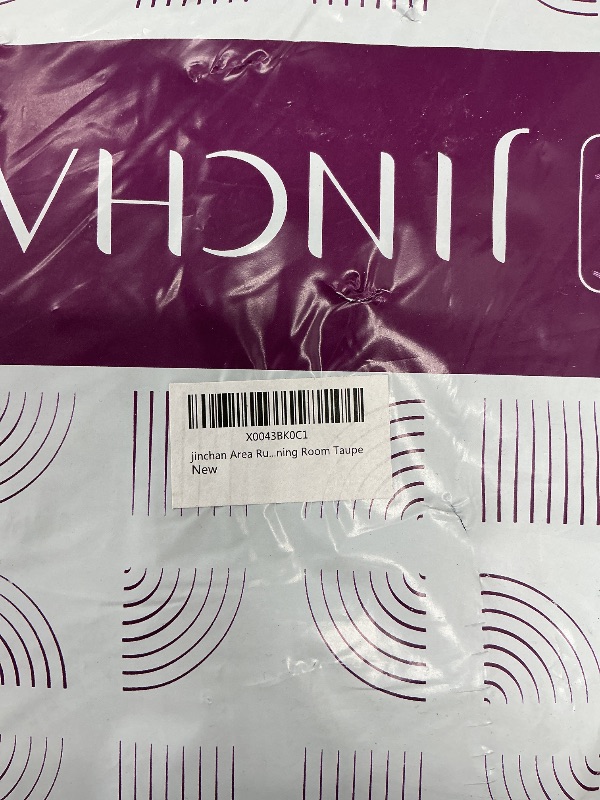 JINCHA
X0043BK0C1
jinchan Area Ru...ning Room Taupe
New